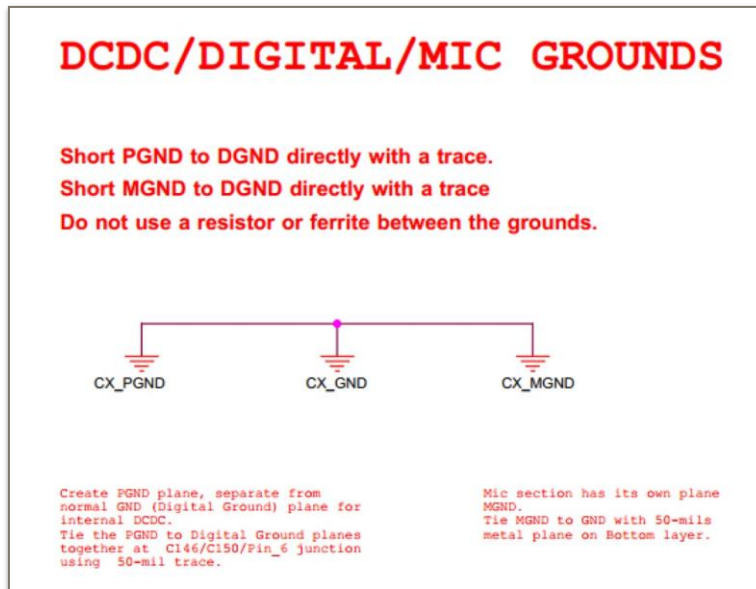 DCDC/DIGITAL/MIC GROUNDS
Short PGND to DGND directly with a trace.
Short MGND to DGND directly with a trace
Do not use a resistor or ferrite between the grounds.
CX_PGND
CX_GND
CX_MGND
Create PGND plane, separate from
normal GND (Digital Ground) plane for
internal DCDC.
Tie the PGND to Digital Ground planes
together at C146/C150/Pin_6 junction
using 50-mil trace.
Mic section has its own plane
MGND.
Tie MGND to GND with 50-mils
metal plane on Bottom layer.